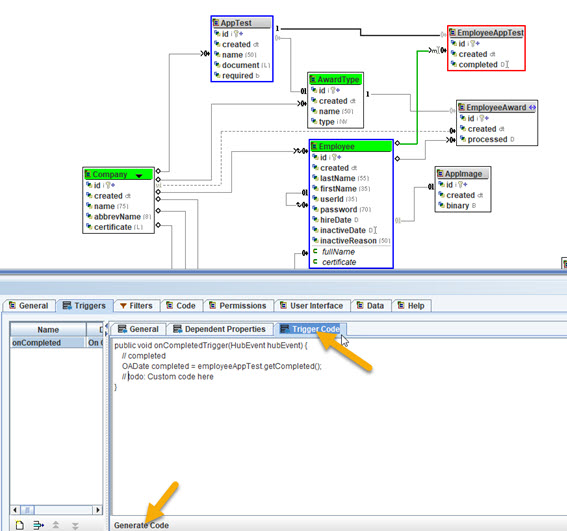 AppTest
id
created dt
name (50)
document (L)
required b
1
EmployeeAppTest
id
created dt
completed D
m
AwardType
id
created dt
name (50)
type INV
1
EmployeeAward
id
created dt
processed D
Employee
id
created dt
lastName (55)
firstName (35)
userId (35)
password (70)
hireDate D
inactiveDate D
inactiveReason (50)
fullName
certificate
AppImage
id
created dt
binary B
Company
id
created dt
name (75)
abbrevName (8)
certificate (L)
General Triggers Filters Code Permissions User Interface Data Help
Name
onCompleted On
General Dependent Properties Trigger Code
public void onCompletedTrigger(HubEvent hubEvent) {
// completed
OADate completed = employeeAppTest.getCompleted();
// todo: Custom code here
}
Generate Code